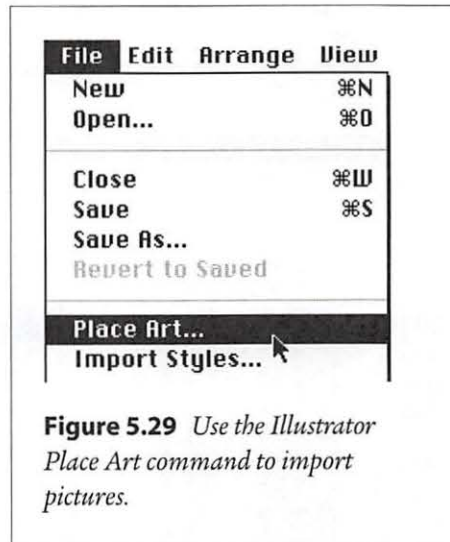 File Edit Arrange View
New ⌘N
Open... ⌘O
Close ⌘W
Save ⌘S
Save As...
Revert to Saved
Place Art...
Import Styles...
Figure 5.29 Use the Illustrator
Place Art command to import
pictures.